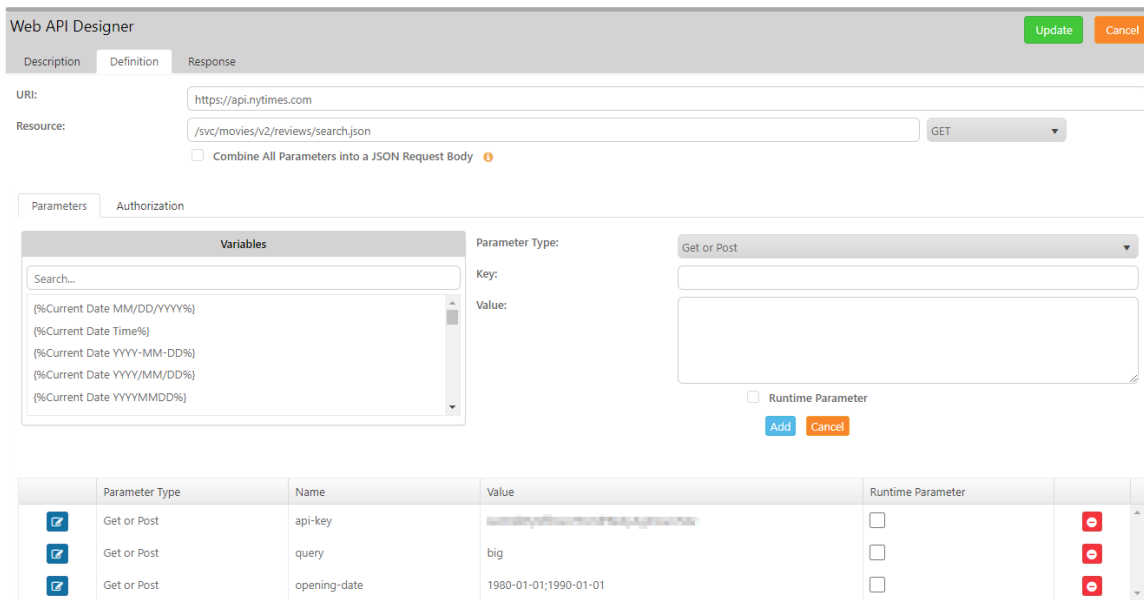 Web API Designer
Update
Cancel
Description
Definition
Response
URI:
https://api.nytimes.com
Resource:
/svc/movies/v2/reviews/search.json
GET
Combine All Parameters into a JSON Request Body
Parameters
Authorization
Variables
Search...
{%Current Date MM/DD/YYYY%}
{%Current Date Time%}
{%Current Date YYYY-MM-DD%}
{%Current Date YYYY/MM/DD%}
{%Current Date YYYYMMDD%}
Parameter Type:
Get or Post
Key:
Value:
Runtime Parameter
Add
Cancel
Parameter Type Name Value Runtime Parameter
Get or Post api-key
Get or Post query big
Get or Post opening-date 1980-01-01;1990-01-01